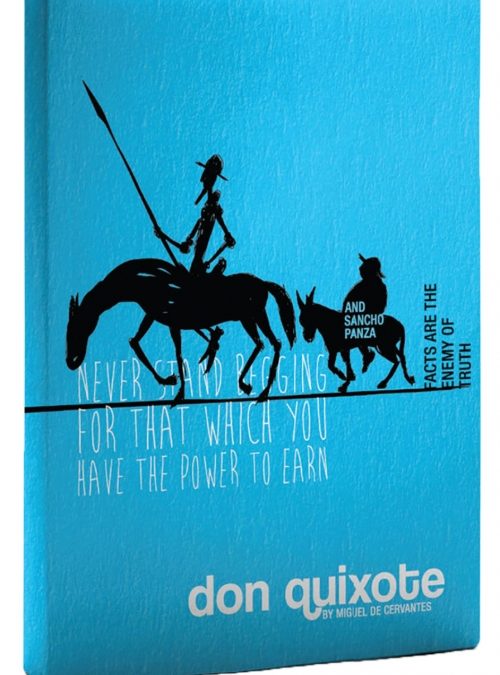 AND
SANCHO
PANZA
FACTS ARE THE
ENEMY OF
TRUTH
NEVER STAND BEGGING
FOR THAT WHICH YOU
HAVE THE POWER TO EARN
don quixote
BY MIGUEL DE CERVANTES